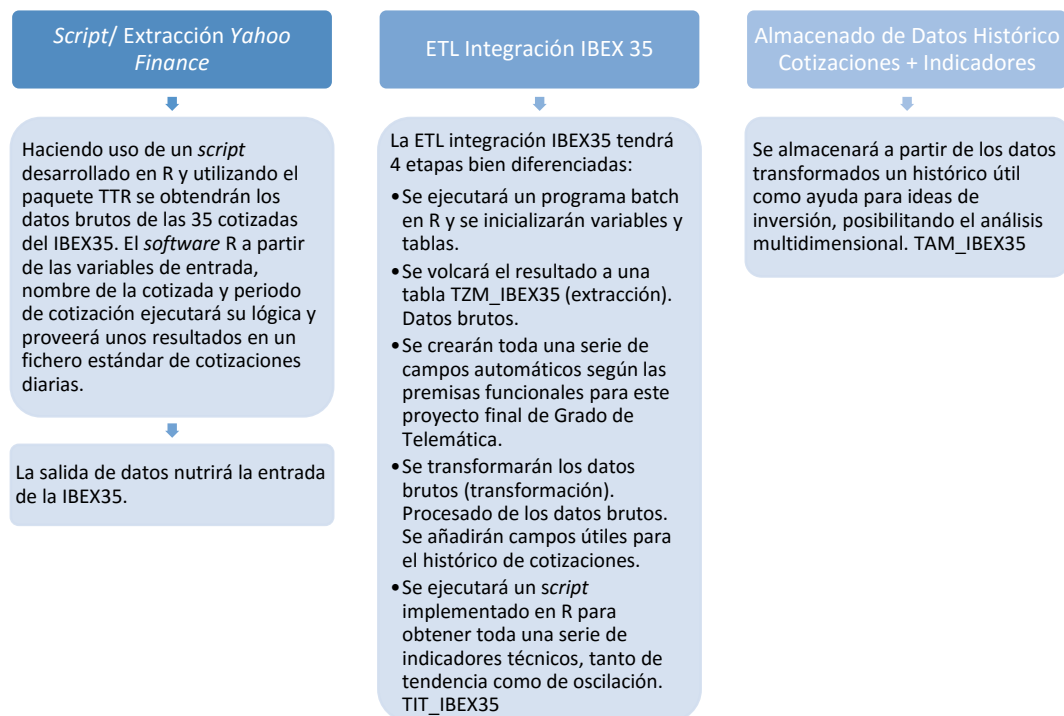 Script/ Extracción Yahoo
Finance
Haciendo uso de un script
desarrollado en R y utilizando el
paquete TTR se obtendrán los
datos brutos de las 35 cotizadas
del IBEX35. El software R a partir
de las variables de entrada,
nombre de la cotizada y periodo
de cotización ejecutará su lógica y
proveerá unos resultados en un
fichero estándar de cotizaciones
diarias.
La salida de datos nutrirá la entrada
de la IBEX35.
ETL Integración IBEX 35
La ETL integración IBEX35 tendrá
4 etapas bien diferenciadas:
•Se ejecutará un programa batch
en R y se inicializarán variables y
tablas.
•Se volcará el resultado a una
tabla TZM_IBEX35 (extracción).
Datos brutos.
•Se crearán toda una serie de
campos automáticos según las
premisas funcionales para este
proyecto final de Grado de
Telemática.
•Se transformarán los datos
brutos (transformación).
Procesado de los datos brutos.
Se añadirán campos útiles para
el histórico de cotizaciones.
•Se ejecutará un script
implementado en R para
obtener toda una serie de
indicadores técnicos, tanto de
tendencia como de oscilación.
TIT_IBEX35
Almacenado de Datos Histórico
Cotizaciones + Indicadores
Se almacenará a partir de los datos
transformados un histórico útil
como ayuda para ideas de
inversión, posibilitando el análisis
multidimensional. TAM_IBEX35